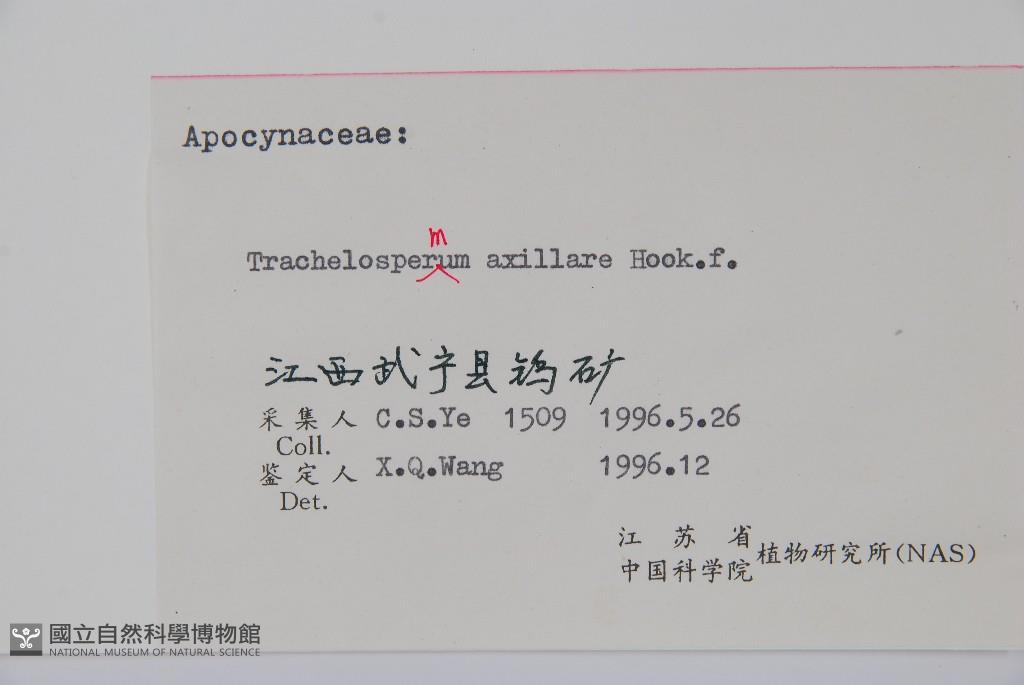 Apocynaceae:
m
Trachelosperum axillare Hook.f.
江西武宁县钨矿
采集人 C.S.Ye 1509 1996.5.26
Coll.
鉴定人 X.Q.Wang 1996.12
Det.
江苏省
中国科学院 植物研究所(NAS)
國立自然科學博物館
NATIONAL MUSEUM OF NATURAL SCIENCE